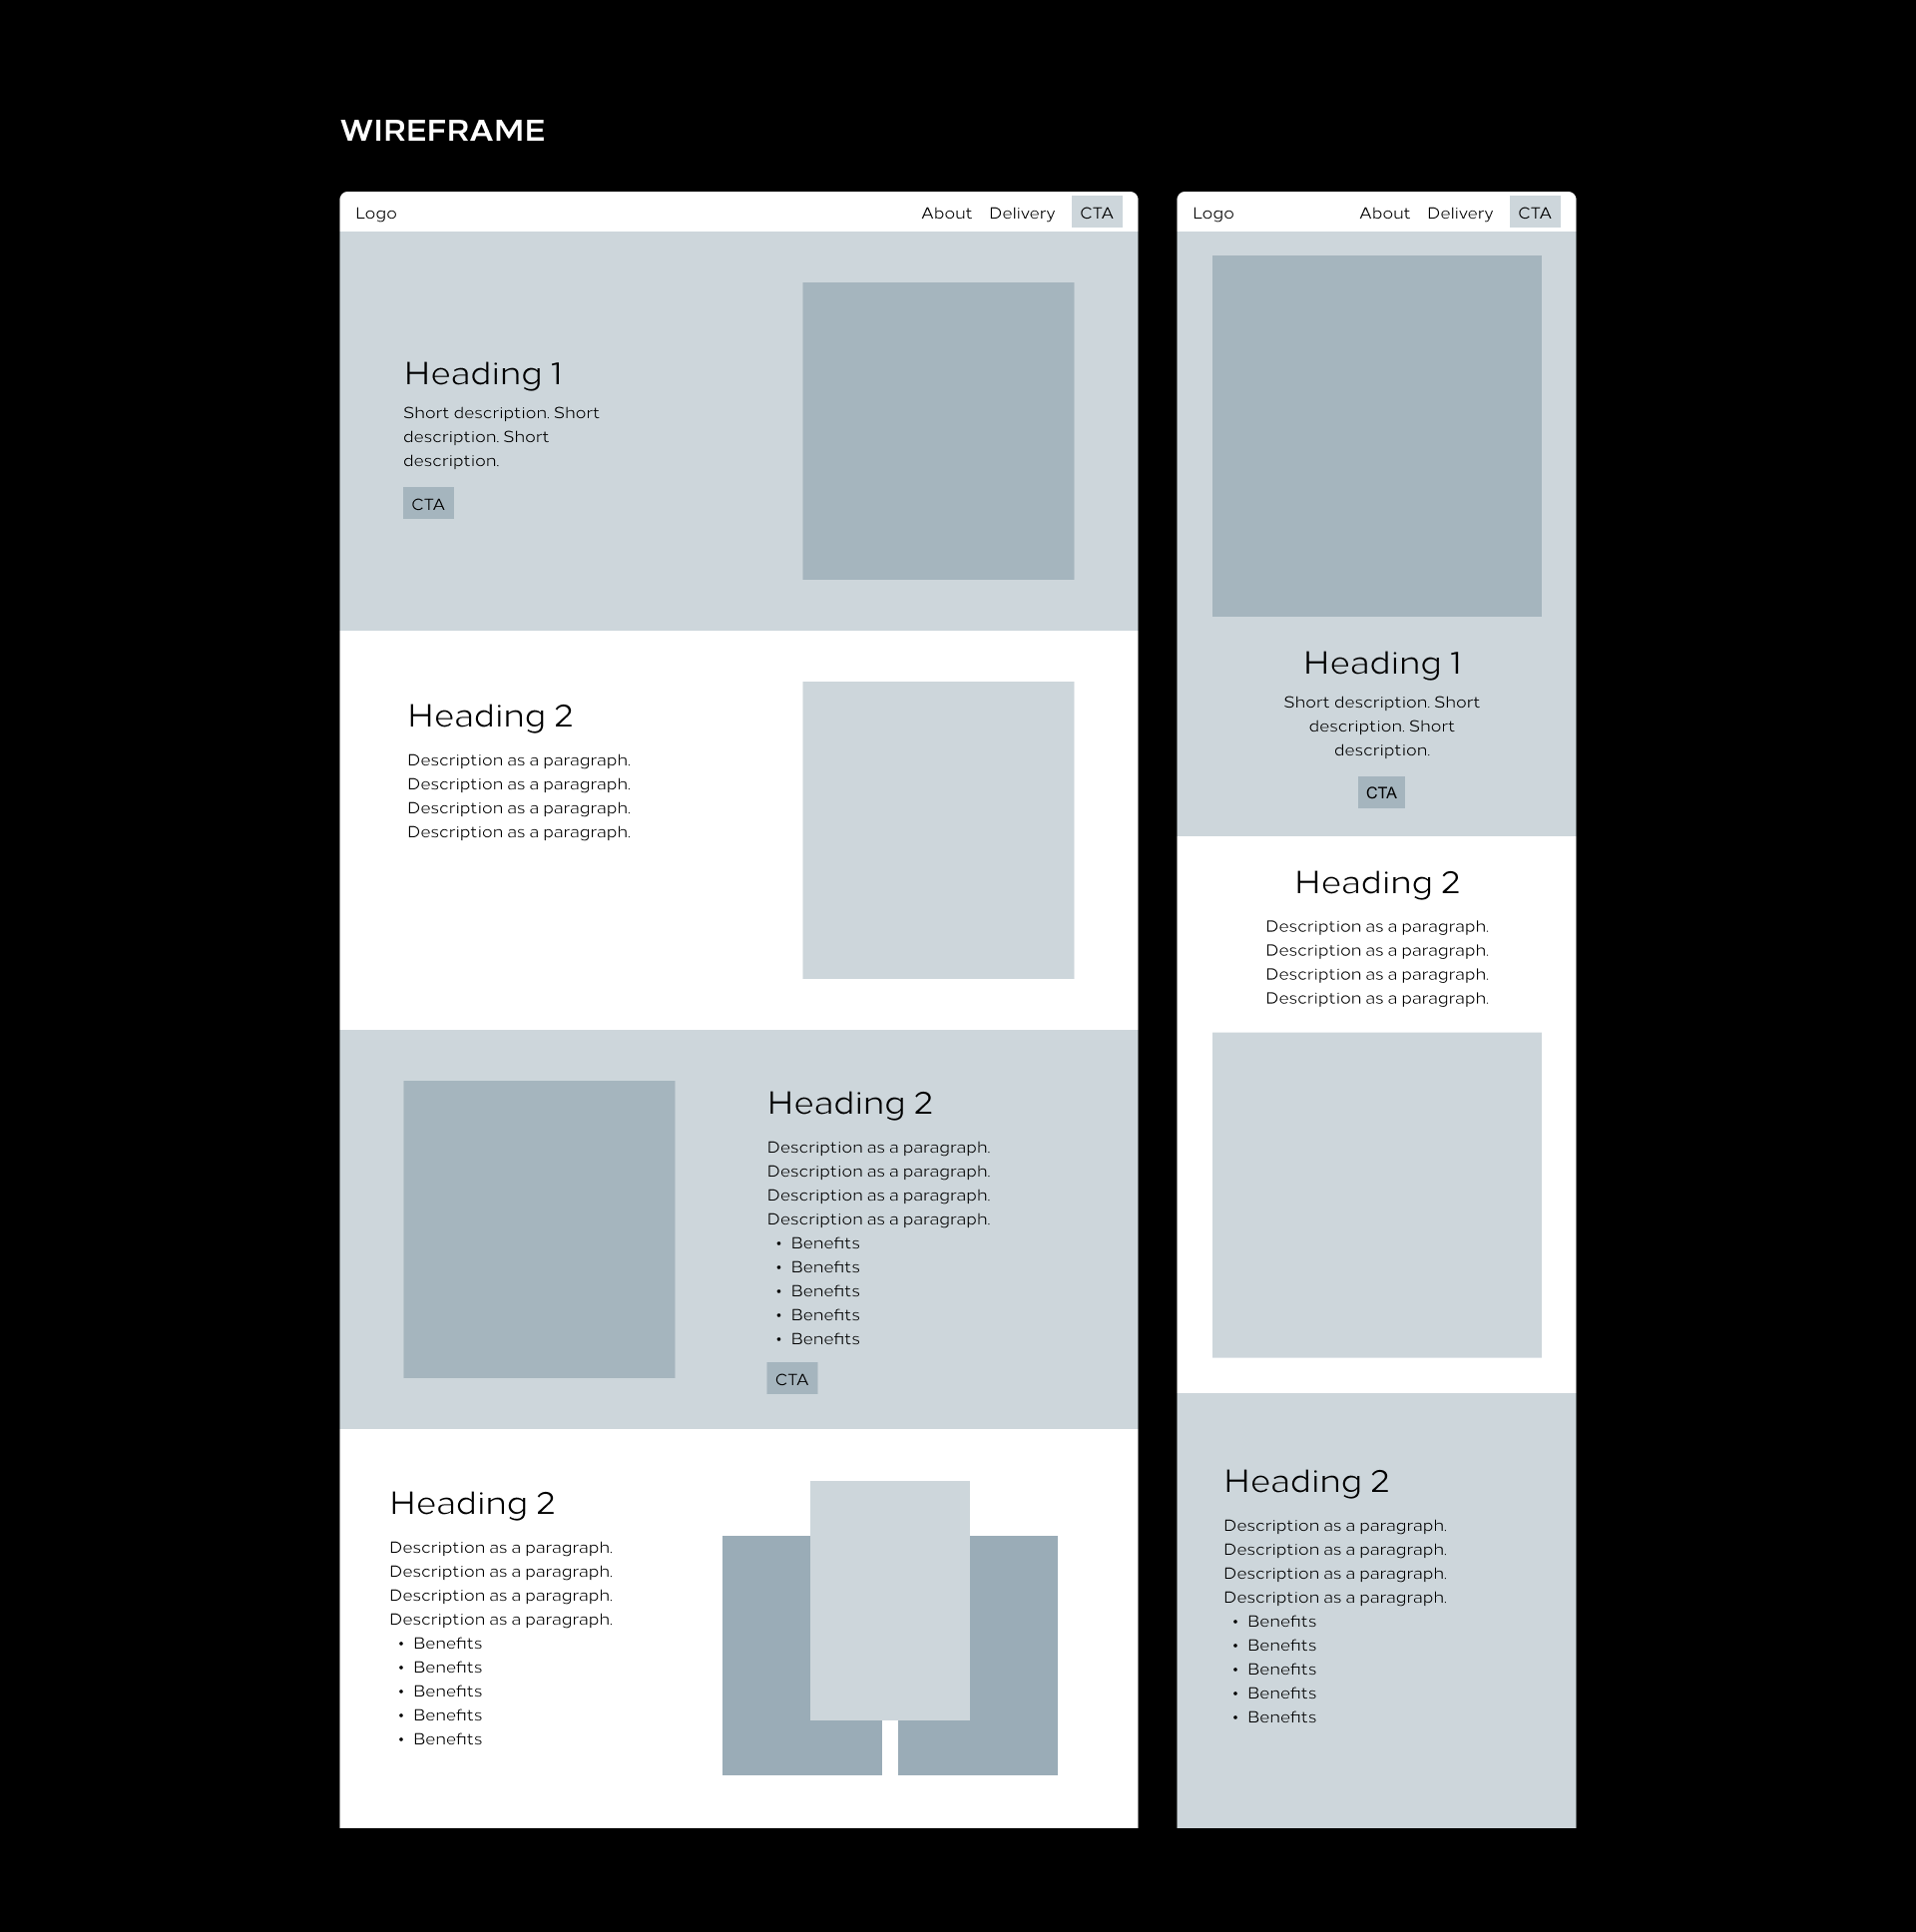 WIREFRAME
Logo
About Delivery CTA
Heading 1
Short description. Short
description. Short
description.
CTA
Heading 2
Description as a paragraph.
Description as a paragraph.
Description as a paragraph.
Description as a paragraph.
Heading 2
Description as a paragraph.
Description as a paragraph.
Description as a paragraph.
Description as a paragraph.
• Benefits
• Benefits
• Benefits
• Benefits
• Benefits
CTA
Heading 2
Description as a paragraph.
Description as a paragraph.
Description as a paragraph.
Description as a paragraph.
• Benefits
• Benefits
• Benefits
• Benefits
• Benefits
Logo
About Delivery CTA
Heading 1
Short description. Short
description. Short
description.
CTA
Heading 2
Description as a paragraph.
Description as a paragraph.
Description as a paragraph.
Description as a paragraph.
Heading 2
Description as a paragraph.
Description as a paragraph.
Description as a paragraph.
Description as a paragraph.
• Benefits
• Benefits
• Benefits
• Benefits
• Benefits